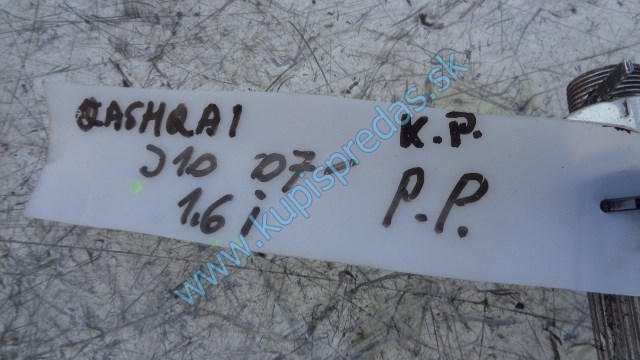 QASHQAI K.P.
J10 07- P.P.
1.6 i
www.kupispredas.sk